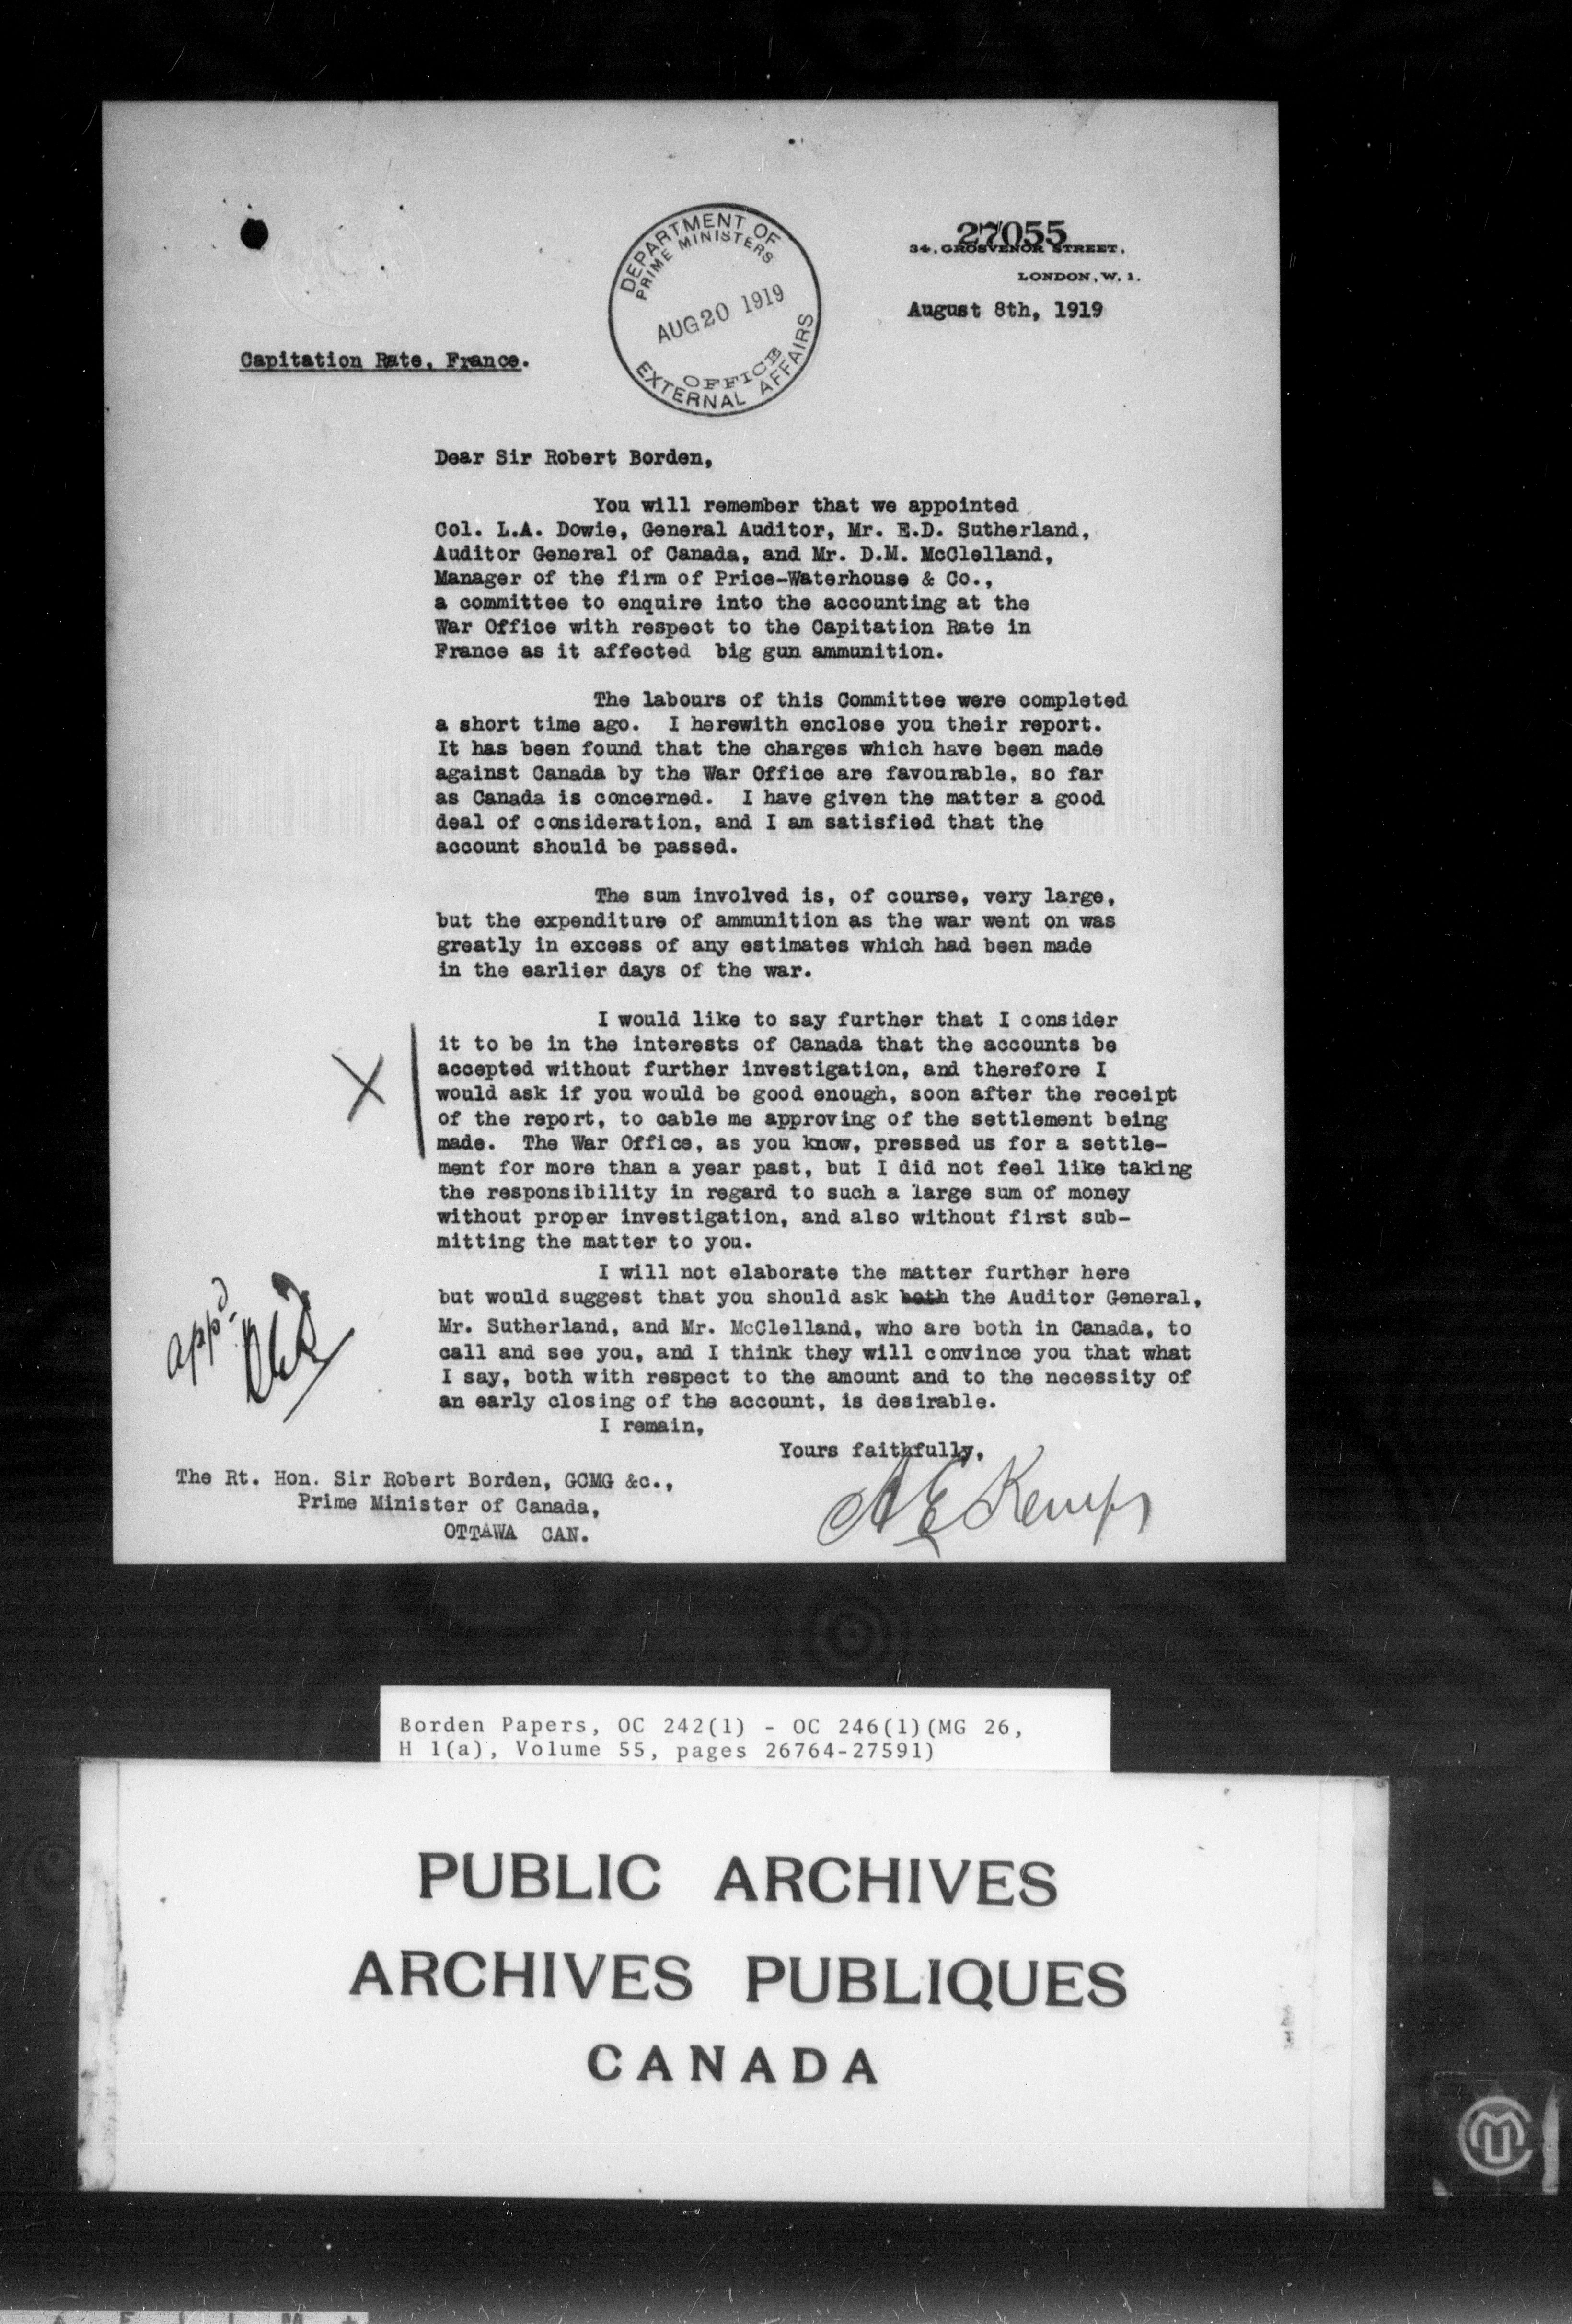 27055
34, GROSVENOR STREET,
LONDON, W. 1.
August 8th, 1919
DEPARTMENT OF
PRIME MINISTERS
AUG 20 1919
OFFICE
EXTERNAL AFFAIRS
Capitation Rate, France.
Dear Sir Robert Borden,
You will remember that we appointed
Col. L.A. Dowie, General Auditor, Mr. E.D. Sutherland,
Auditor General of Canada, and Mr. D.M. McClelland,
Manager of the firm of Price-Waterhouse & Co.,
a committee to enquire into the accounting at the
War Office with respect to the Capitation Rate in
France as it affected big gun ammunition.
The labours of this Committee were completed
a short time ago. I herewith enclose you their report.
It has been found that the charges which have been made
against Canada by the War Office are favourable, so far
as Canada is concerned. I have given the matter a good
deal of consideration, and I am satisfied that the
account should be passed.
The sum involved is, of course, very large,
but the expenditure of ammunition as the war went on was
greatly in excess of any estimates which had been made
in the earlier days of the war.
I would like to say further that I consider
it to be in the interests of Canada that the accounts be
accepted without further investigation, and therefore I
would ask if you would be good enough, soon after the receipt
of the report, to cable me approving of the settlement being
made. The War Office, as you know, pressed us for a settle-
ment for more than a year past, but I did not feel like taking
the responsibility in regard to such a large sum of money
without proper investigation, and also without first sub-
mitting the matter to you.
I will not elaborate the matter further here
but would suggest that you should ask both the Auditor General,
Mr. Sutherland, and Mr. McClelland, who are both in Canada, to
call and see you, and I think they will convince you that what
I say, both with respect to the amount and to the necessity of
an early closing of the account, is desirable.
I remain,
Yours faithfully,
A E Kemp
X
appd
The Rt. Hon. Sir Robert Borden, GCMG &c.,
Prime Minister of Canada,
OTTAWA CAN.
Borden Papers, OC 242(1) - OC 246(1)(MG 26,
H 1(a), Volume 55, pages 26764-27591)
PUBLIC ARCHIVES
ARCHIVES PUBLIQUES
CANADA